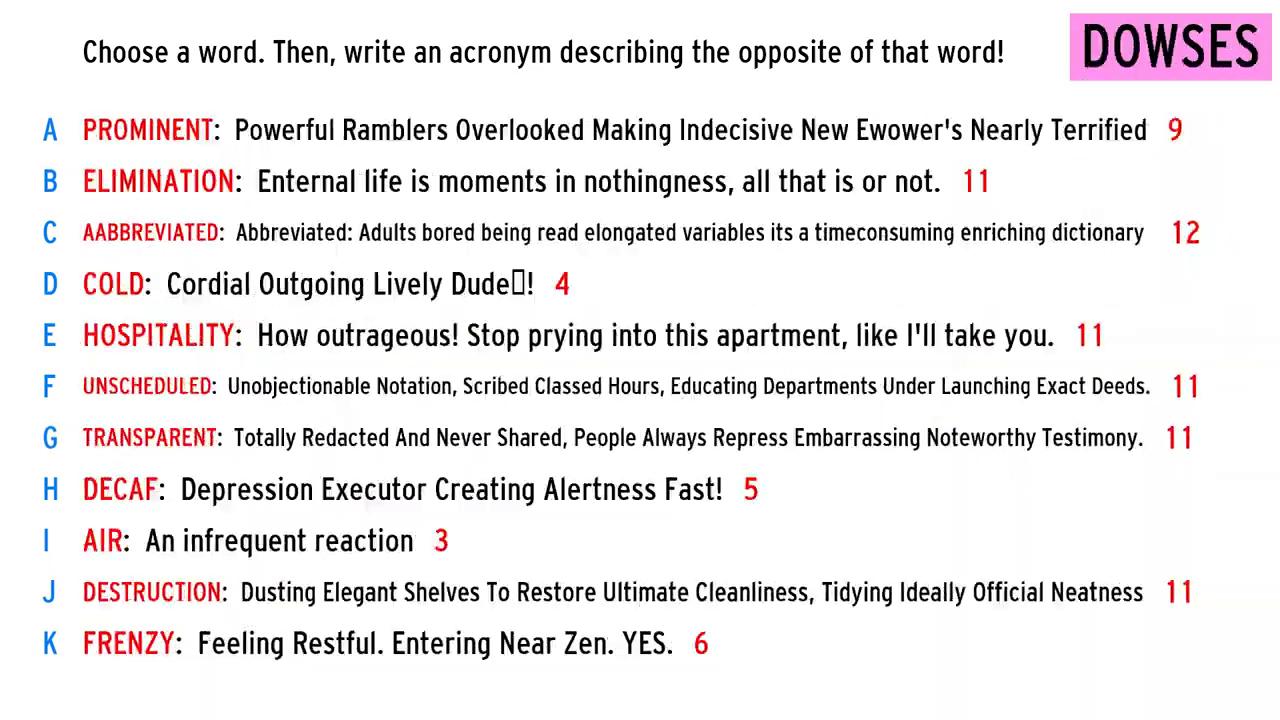 Choose a word. Then, write an acronym describing the opposite of that word!
DOWSES
A PROMINENT: Powerful Ramblers Overlooked Making Indecisive New Ewower's Nearly Terrified 9
B ELIMINATION: Enternal life is moments in nothingness, all that is or not. 11
C AABBREVIATED: Abbreviated: Adults bored being read elongated variables its a timeconsuming enriching dictionary 12
D COLD: Cordial Outgoing Lively Dude▯! 4
E HOSPITALITY: How outrageous! Stop prying into this apartment, like I'll take you. 11
F UNSCHEDULED: Unobjectionable Notation, Scribed Classed Hours, Educating Departments Under Launching Exact Deeds. 11
G TRANSPARENT: Totally Redacted And Never Shared, People Always Repress Embarrassing Noteworthy Testimony. 11
H DECAF: Depression Executor Creating Alertness Fast! 5
I AIR: An infrequent reaction 3
J DESTRUCTION: Dusting Elegant Shelves To Restore Ultimate Cleanliness, Tidying Ideally Official Neatness 11
K FRENZY: Feeling Restful. Entering Near Zen. YES. 6